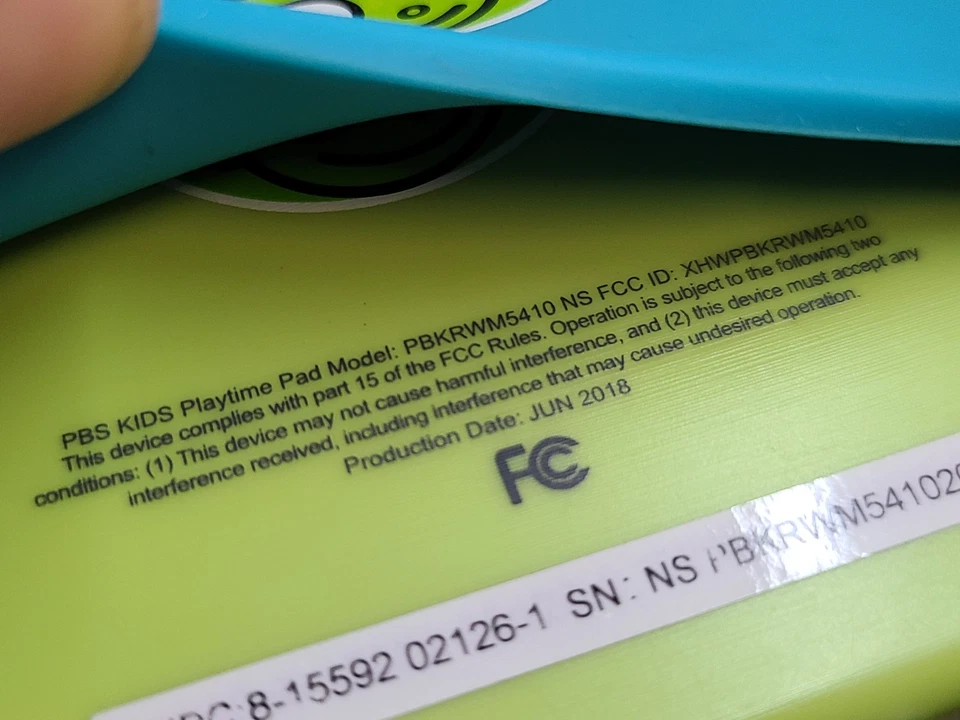 PBS KIDS Playtime Pad Model: PBKRWM5410 NS FCC ID: XHWPBKRWM5410
This device complies with part 15 of the FCC Rules. Operation is subject to the following two
conditions: (1) This device may not cause harmful interference, and (2) this device must accept any
interference received, including interference that may cause undesired operation.
Production Date: JUN 2018
FC
8-15592 02126-1 SN: NS PBKRWM54102